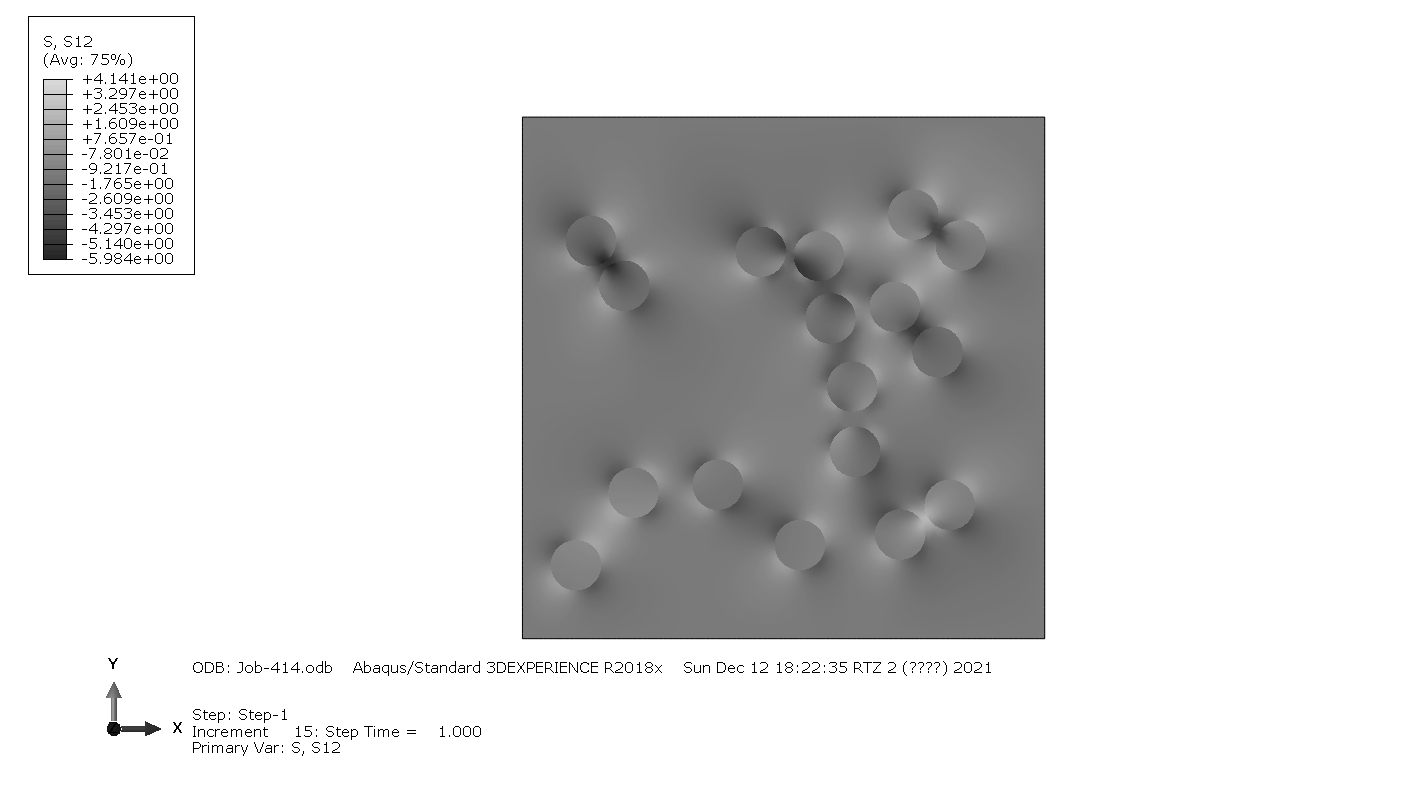 S, S12
(Avg: 75%)
+4.141e+00
+3.297e+00
+2.453e+00
+1.609e+00
+7.657e-01
-7.801e-02
-9.217e-01
-1.765e+00
-2.609e+00
-3.453e+00
-4.297e+00
-5.140e+00
-5.984e+00
Y
X
ODB: Job-414.odb Abaqus/Standard 3DEXPERIENCE R2018x Sun Dec 12 18:22:35 RTZ 2 (????) 2021
Step: Step-1
Increment 15: Step Time = 1.000
Primary Var: S, S12